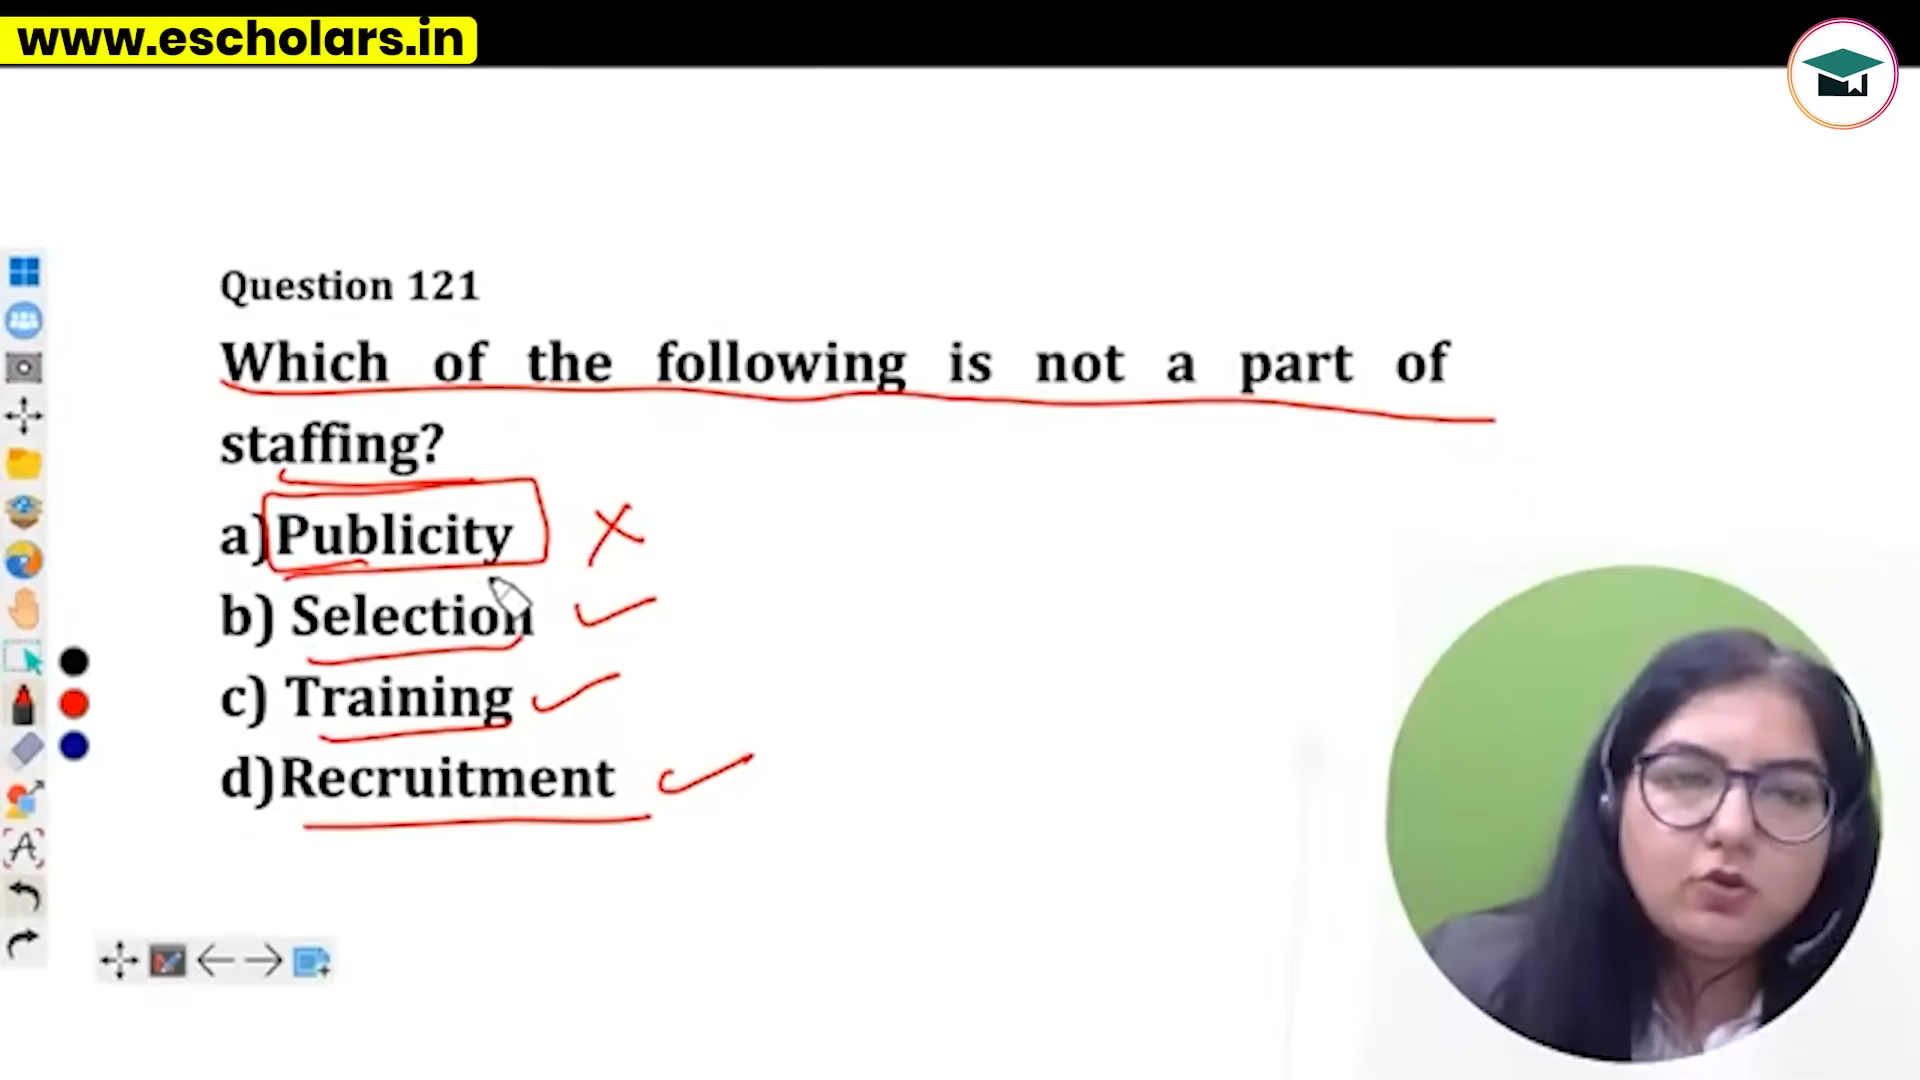 www.escholars.in
Question 121
Which of the following is not a part of
staffing?
a) Publicity
b) Selection
c) Training
d)Recruitment